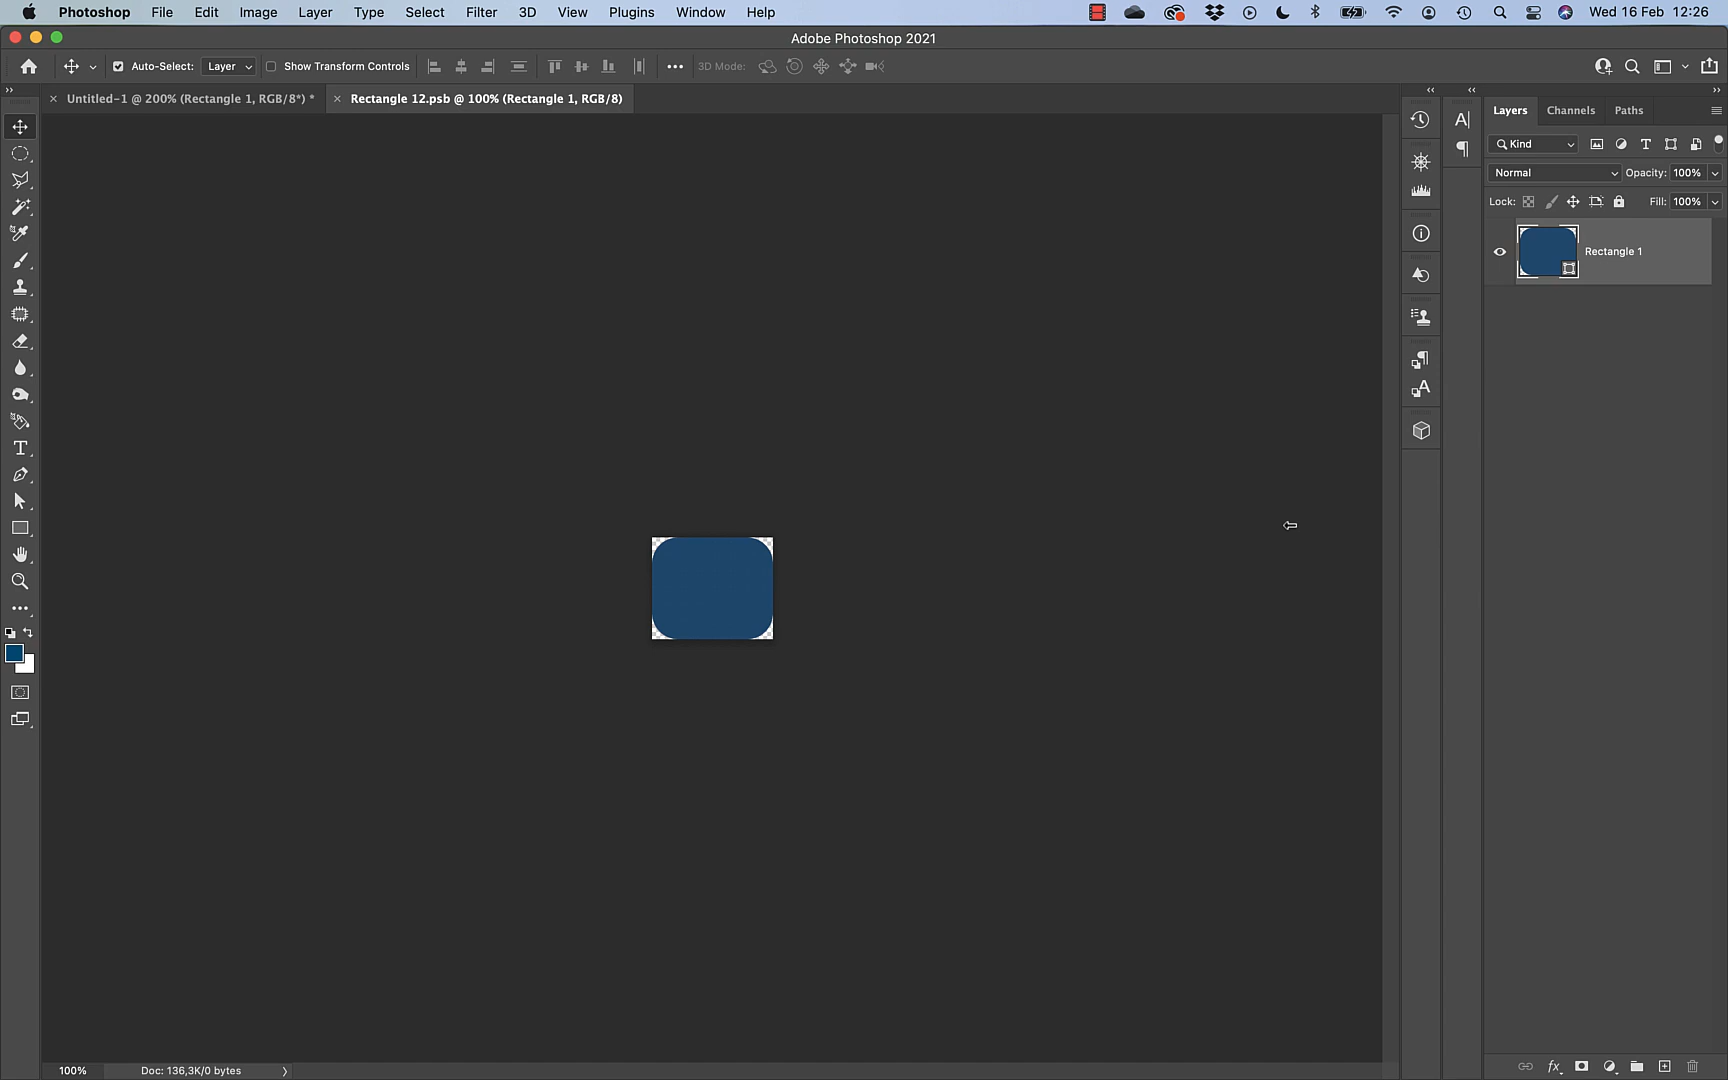 Photoshop File Edit Image Layer Type Select Filter 3D View Plugins Window Help Wed 16 Feb 12:26
Adobe Photoshop 2021
Auto-Select: Layer Show Transform Controls 3D Mode:
Untitled-1 @ 200% (Rectangle 1, RGB/8*) * Rectangle 12.psb @ 100% (Rectangle 1, RGB/8)
Layers Channels Paths
Kind
Normal Opacity: 100%
Lock: Fill: 100%
Rectangle 1
100% Doc: 136,3K/0 bytes